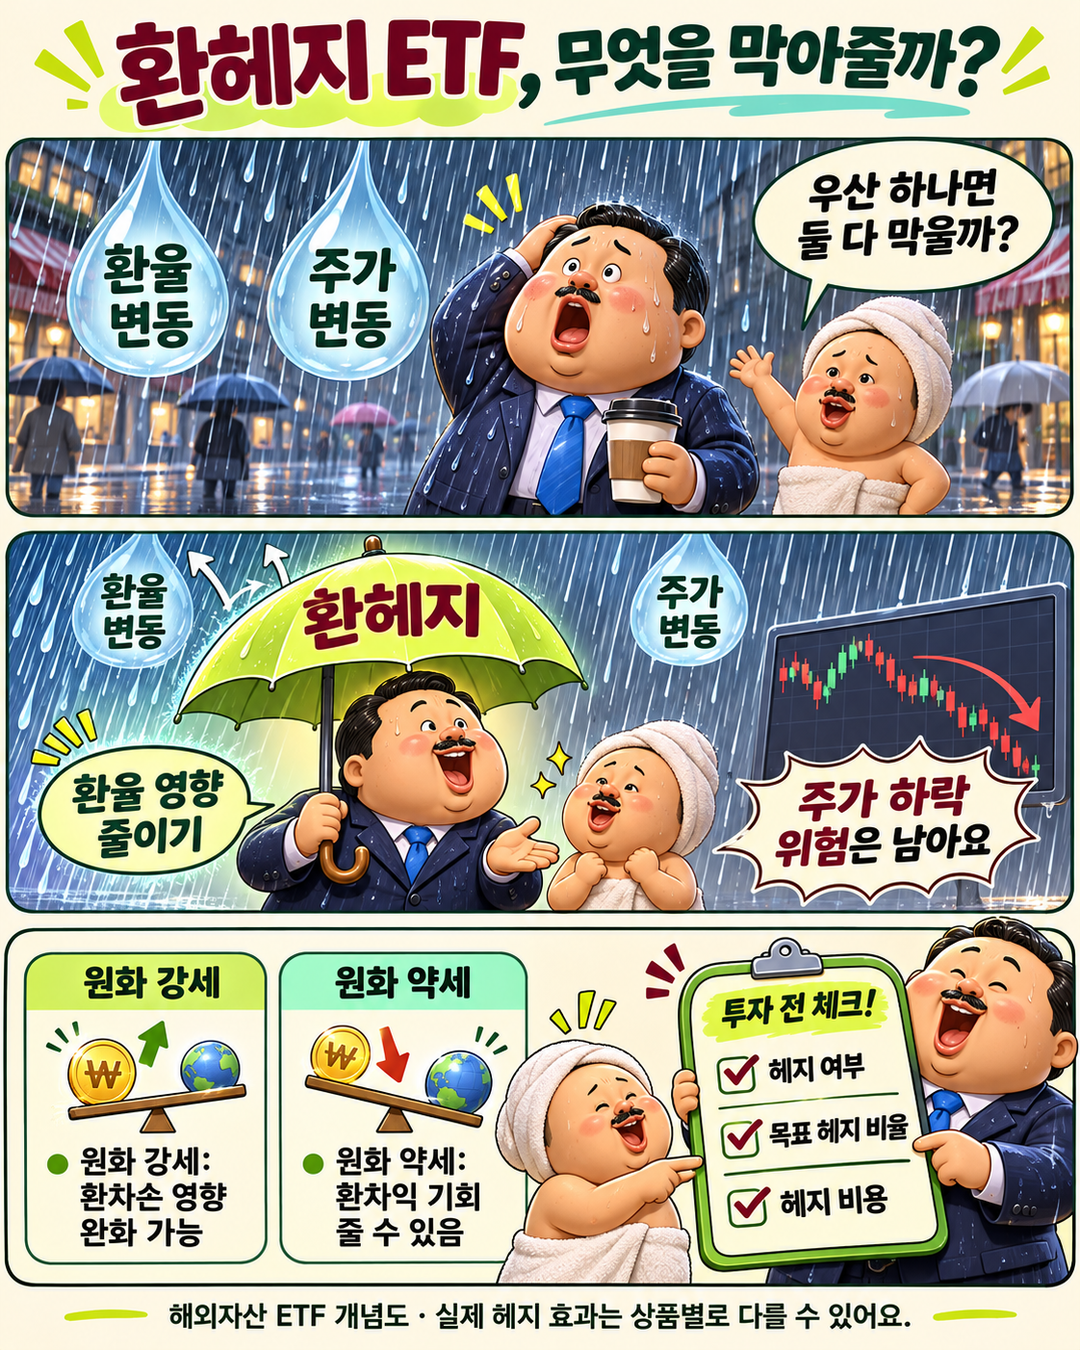 환헤지 ETF, 무엇을 막아줄까?
환율
변동
주가
변동
우산 하나면
둘 다 막을까?
환율
변동
환헤지
주가
변동
환율 영향
줄이기
주가 하락
위험은 남아요
원화 강세
₩
원화 강세:
환차손 영향
완화 가능
원화 약세
₩
원화 약세:
환차익 기회
줄 수 있음
투자 전 체크!
헤지 여부
목표 헤지 비율
헤지 비용
해외자산 ETF 개념도 · 실제 헤지 효과는 상품별로 다를 수 있어요.